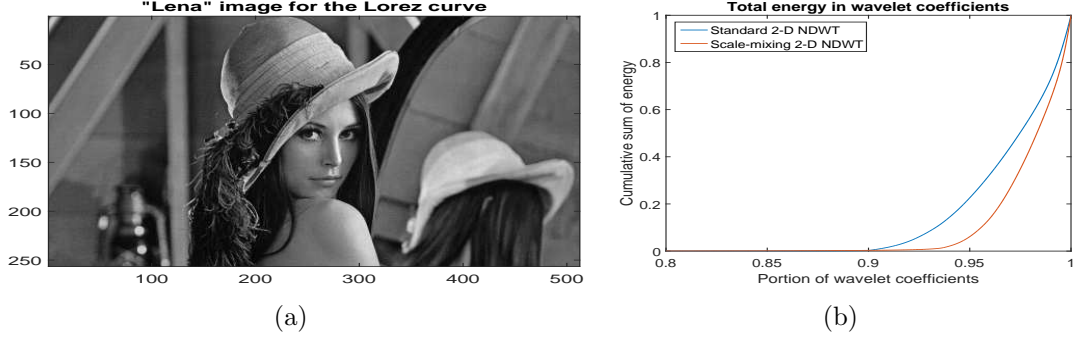 "Lena" image for the Lorez curve
50
100
150
200
250
100 200 300 400 500
(a)
Total energy in wavelet coefficients
Standard 2-D NDWT
Scale-mixing 2-D NDWT
Cumulative sum of energy
1
0.8
0.6
0.4
0.2
0
0.8 0.85 0.9 0.95 1
Portion of wavelet coefficients
(b)